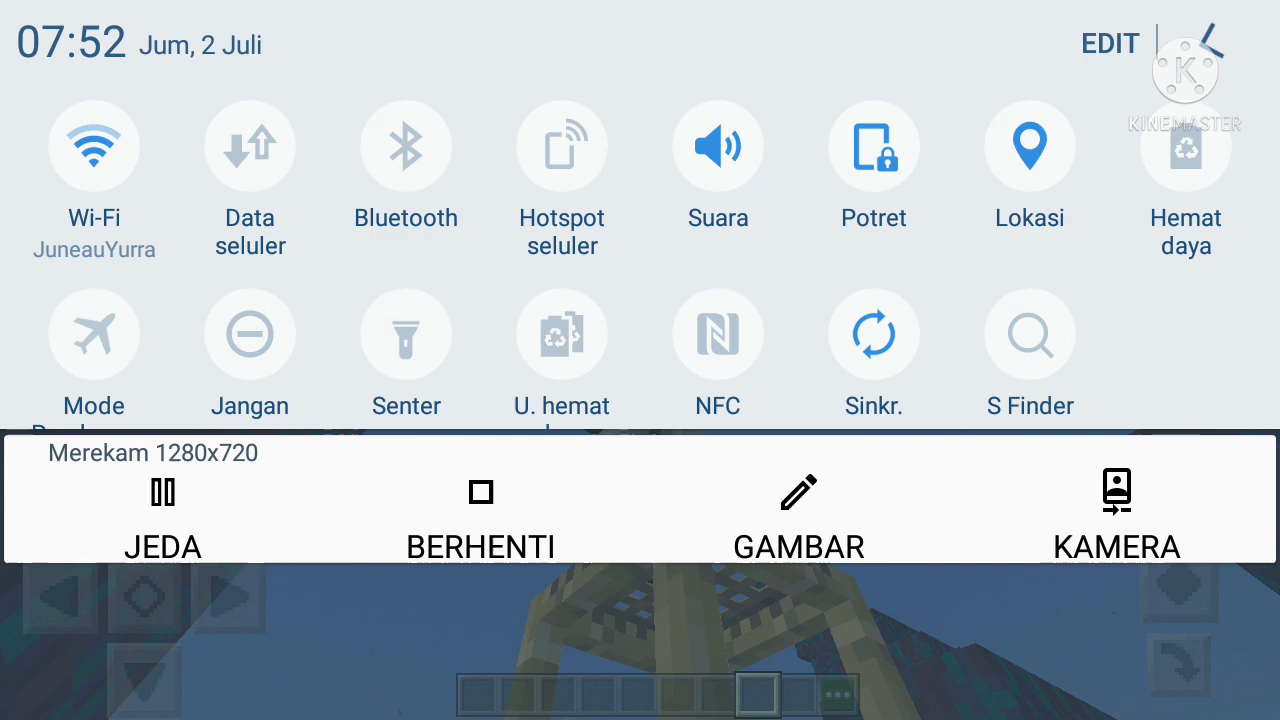 07:52 Jum, 2 Juli
EDIT
KINEMASTER
Wi-Fi
JuneauYurra
Data
seluler
Bluetooth
Hotspot
seluler
Suara
Potret
Lokasi
Hemat
daya
Mode
Jangan
Senter
U. hemat
NFC
Sinkr.
S Finder
Merekam 1280x720
JEDA
BERHENTI
GAMBAR
KAMERA